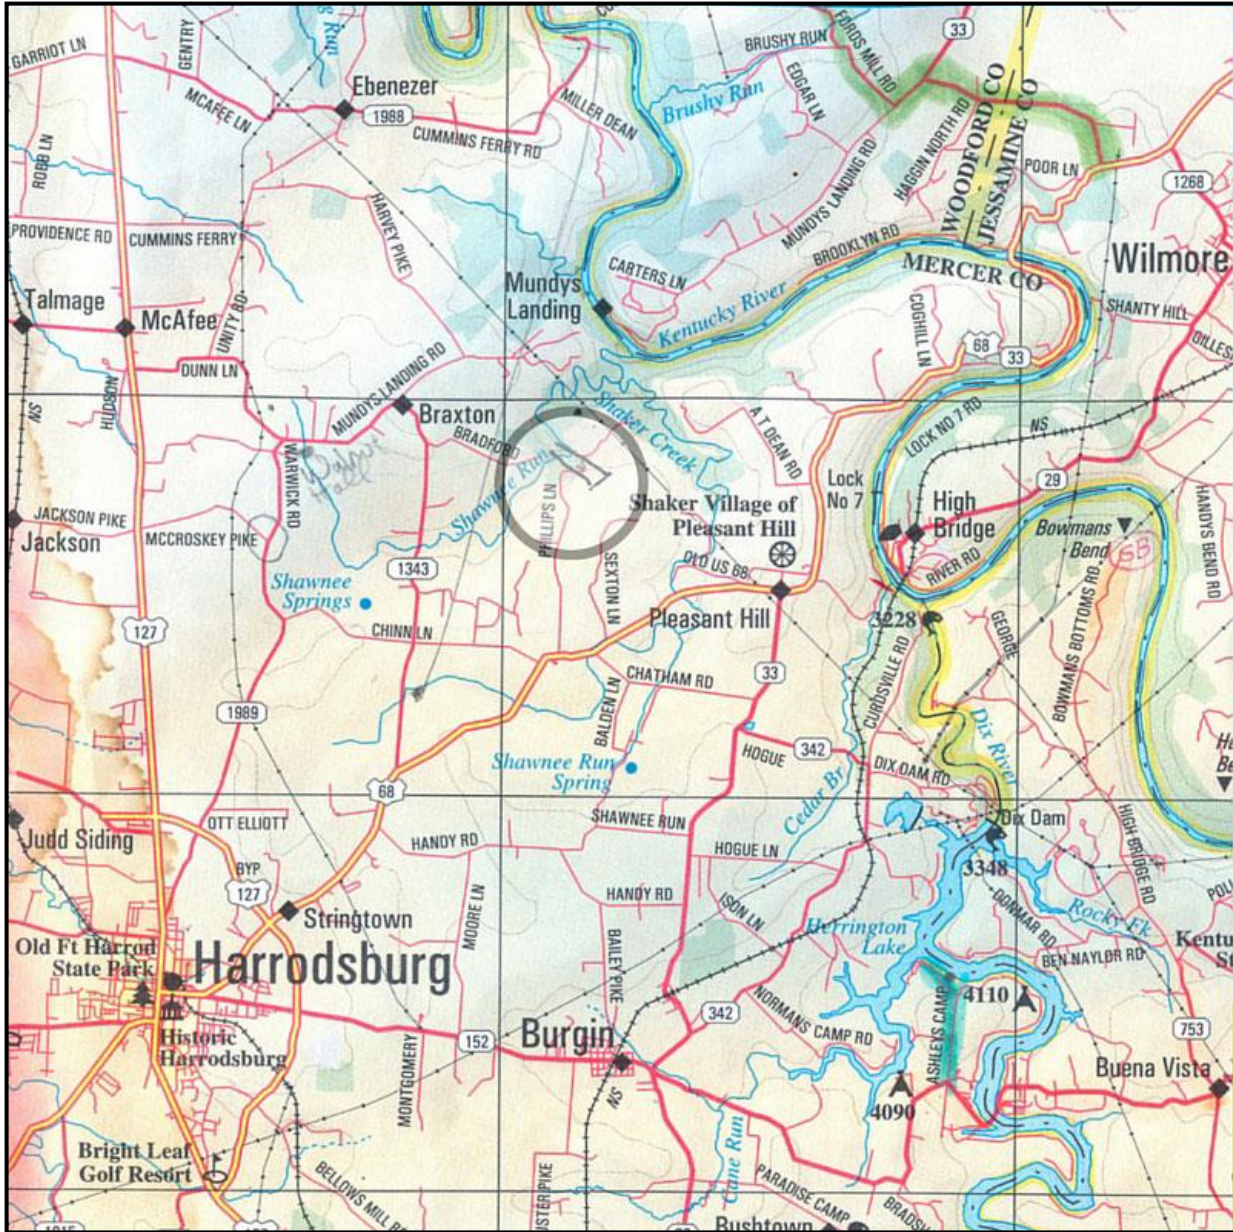 GARRIOT LN
GENTRY
g Run
MCAFEE LN
Ebenezer
1988
CUMMINS FERRY RD
MILLER DEAN
BRUSHY RUN
Brushy Run
EDGAR LN
FORDS MILL RD
33
HAGGIN NORTH RD
WOODFORD CO
JESSAMINE CO
POOR LN
1268
ROBB LN
PROVIDENCE RD
CUMMINS FERRY
HARVEY PIKE
MUNDYS LANDING RD
BROOKLYN RD
CARTERS LN
MERCER CO
Wilmore
Mundys
Landing
Kentucky River
Talmage
McAfee
UNITY RD
DUNN LN
COGHILL LN
68
33
SHANTY HILL
GILLES
NS
HUDSON
MUNDYS LANDING RD
Braxton
BRADFORD
Shaker Creek
A T DEAN RD
LOCK NO 7 RD
NS
WARWICK RD
Shawnee Run
11
Lock
No 7
29
JACKSON PIKE
Jackson
MCCROSKEY PIKE
PHILLIPS LN
Shaker Village of
Pleasant Hill
High
Bridge
Bowmans
Bend
6B
HANDYS BEND RD
1343
SEXTON LN
OLD US 68
RIVER RD
Shawnee
Springs
CHINN LN
Pleasant Hill
3228
GEORGE
BOWMANS BOTTOMS RD
127
CHATHAM RD
33
CURDSVILLE RD
1989
BALDEN LN
Dix River
Shawnee Run
Spring
HOGUE
342
DIX DAM RD
68
Cedar Br
Judd Siding
OTT ELLIOTT
HANDY RD
SHAWNEE RUN
Dix Dam
HIGH BRIDGE RD
BYP
127
HOGUE LN
3348
Stringtown
MOORE LN
HANDY RD
ISON LN
DUNMAR RD
Rocky Fk
Old Ft Harrod
State Park
Harrodsburg
BAILEY PIKE
Herrington
Lake
BEN NAYLOR RD
4110
Historic
Harrodsburg
152
Burgin
342
NORMANS CAMP RD
ASHLEYS CAMP
753
MONTGOMERY
NS
4090
Buena Vista
Bright Leaf
Golf Resort
BELLOWS MILL RD
Cane Run
PARADISE CAMP
Bushtown